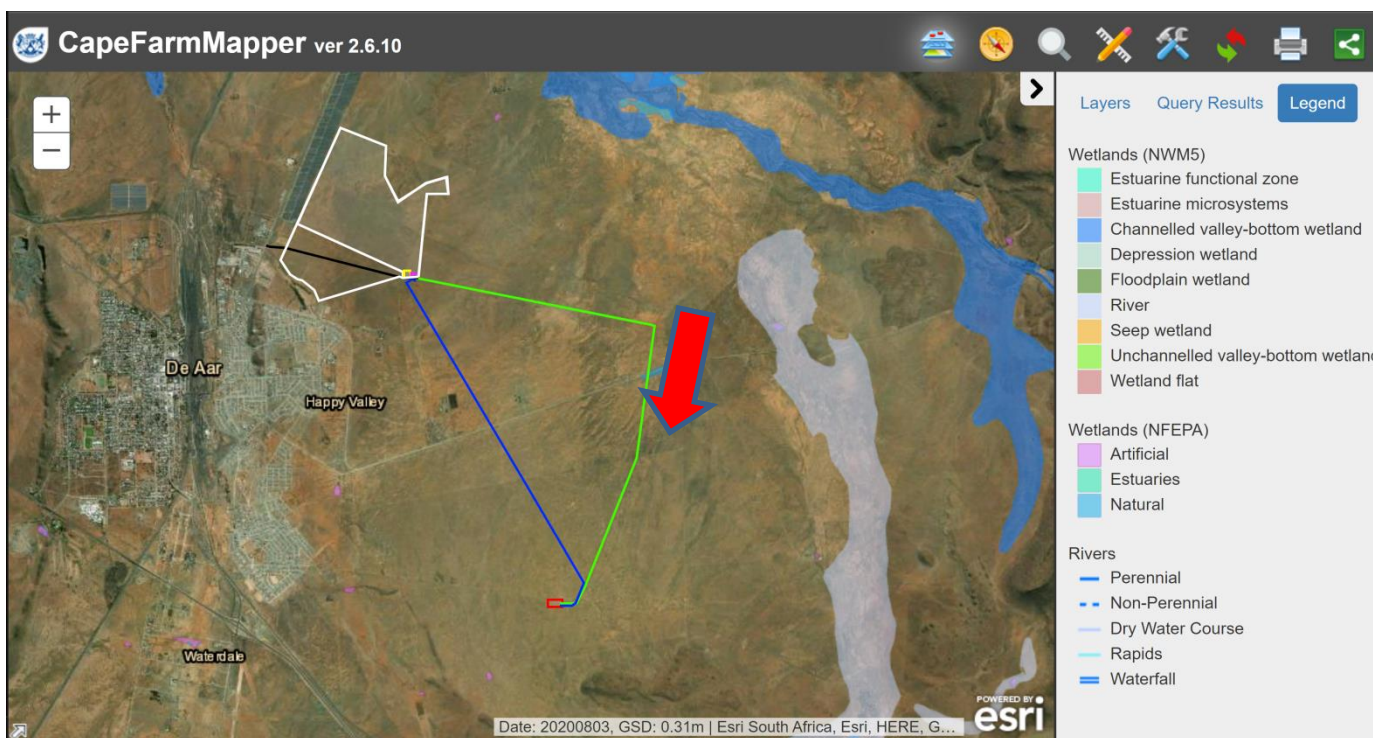 CapeFarmMapper ver 2.6.10
+
−
De Aar
Happy Valley
Waterdale
Date: 20200803, GSD: 0.31m | Esri South Africa, Esri, HERE, G...
POWERED BY
esri
Layers Query Results Legend
Wetlands (NWM5)
Estuarine functional zone
Estuarine microsystems
Channelled valley-bottom wetland
Depression wetland
Floodplain wetland
River
Seep wetland
Unchannelled valley-bottom wetland
Wetland flat
Wetlands (NFEPA)
Artificial
Estuaries
Natural
Rivers
Perennial
Non-Perennial
Dry Water Course
Rapids
Waterfall